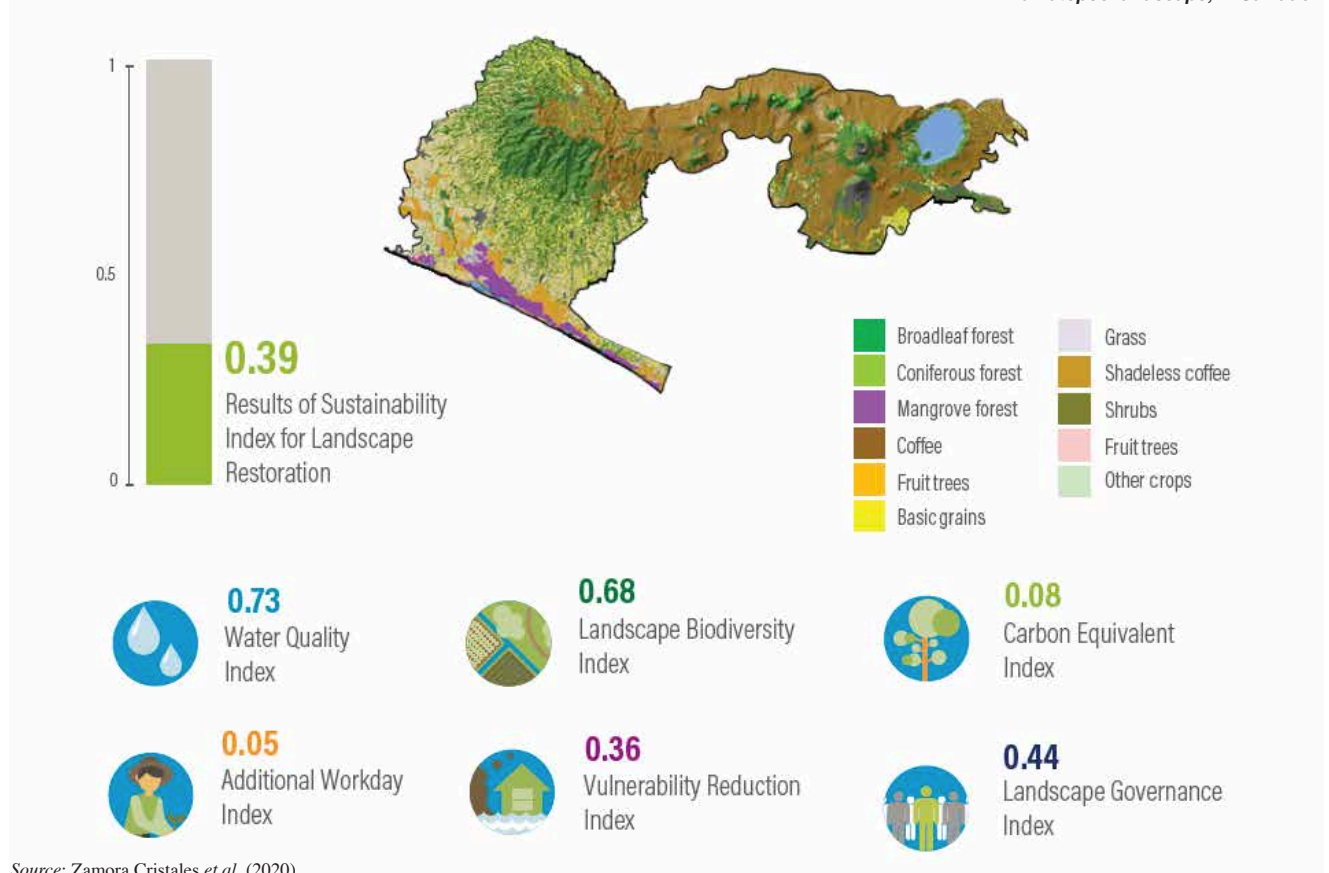 1
0.5
0
0.39
Results of Sustainability
Index for Landscape
Restoration
Broadleaf forest
Coniferous forest
Mangrove forest
Coffee
Fruit trees
Basic grains
Grass
Shadeless coffee
Shrubs
Fruit trees
Other crops
0.73
Water Quality
Index
0.68
Landscape Biodiversity
Index
0.08
Carbon Equivalent
Index
0.05
Additional Workday
Index
0.36
Vulnerability Reduction
Index
0.44
Landscape Governance
Index
Source: Zamora Cristales et al. (2020)